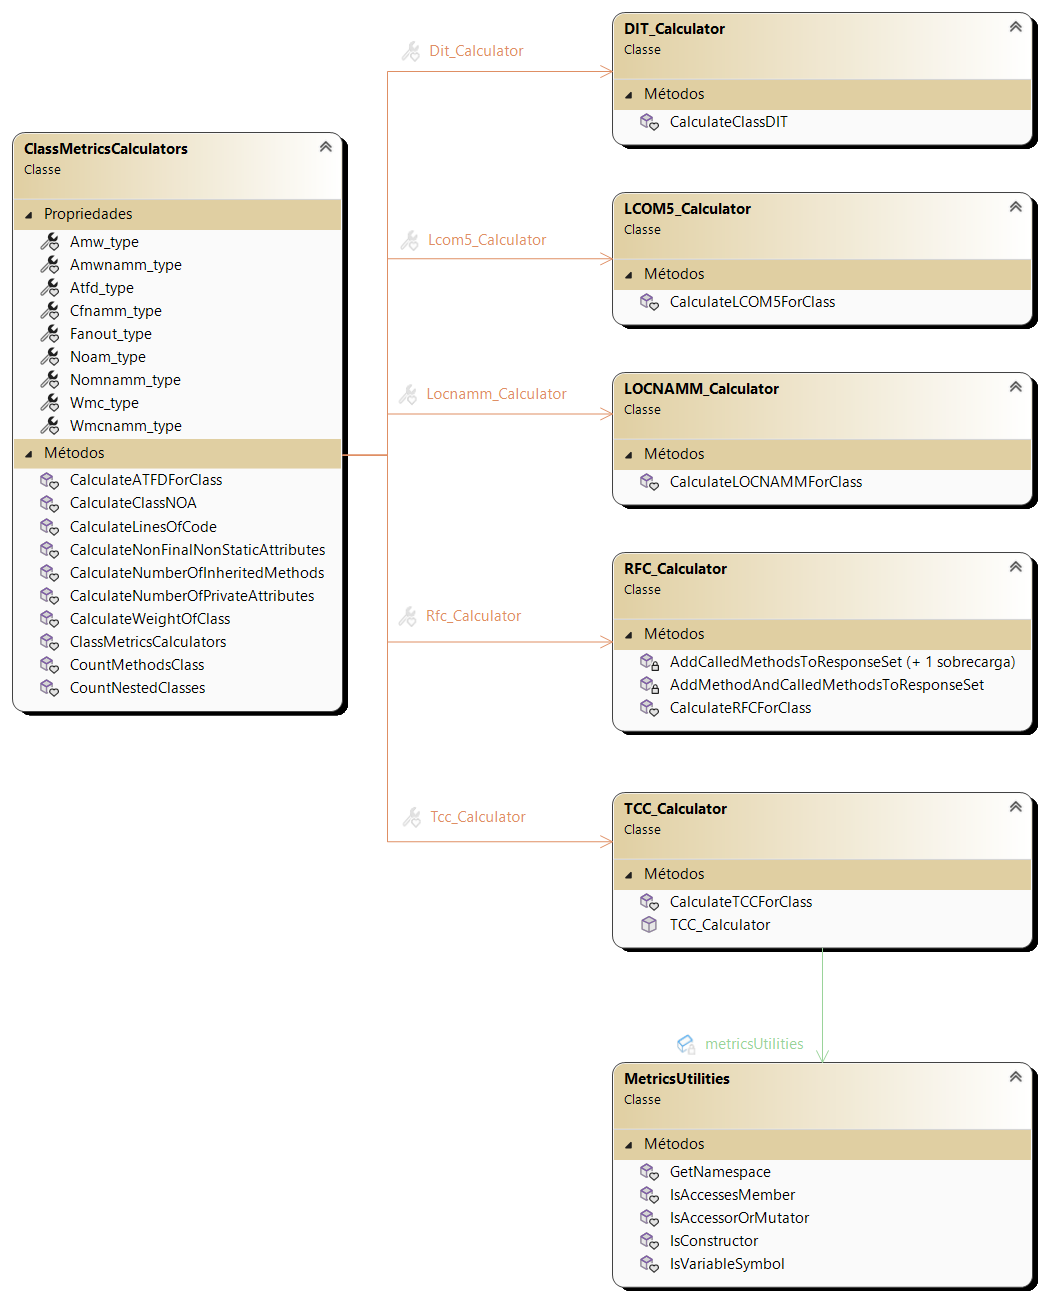 ClassMetricsCalculators
Classe
Propriedades
Amw_type
Amwnamm_type
Atfd_type
Cfnamm_type
Fanout_type
Noam_type
Nomnamm_type
Wmc_type
Wmcnamm_type
Métodos
CalculateATFDForClass
CalculateClassNOA
CalculateLinesOfCode
CalculateNonFinalNonStaticAttributes
CalculateNumberOfInheritedMethods
CalculateNumberOfPrivateAttributes
CalculateWeightOfClass
ClassMetricsCalculators
CountMethodsClass
CountNestedClasses
Dit_Calculator
DIT_Calculator
Classe
Métodos
CalculateClassDIT
Lcom5_Calculator
LCOM5_Calculator
Classe
Métodos
CalculateLCOM5ForClass
Locnamm_Calculator
LOCNAMM_Calculator
Classe
Métodos
CalculateLOCNAMMForClass
Rfc_Calculator
RFC_Calculator
Classe
Métodos
AddCalledMethodsToResponseSet (+ 1 sobrecarga)
AddMethodAndCalledMethodsToResponseSet
CalculateRFCForClass
Tcc_Calculator
TCC_Calculator
Classe
Métodos
CalculateTCCForClass
TCC_Calculator
metricsUtilities
MetricsUtilities
Classe
Métodos
GetNamespace
IsAccessesMember
IsAccessorOrMutator
IsConstructor
IsVariableSymbol